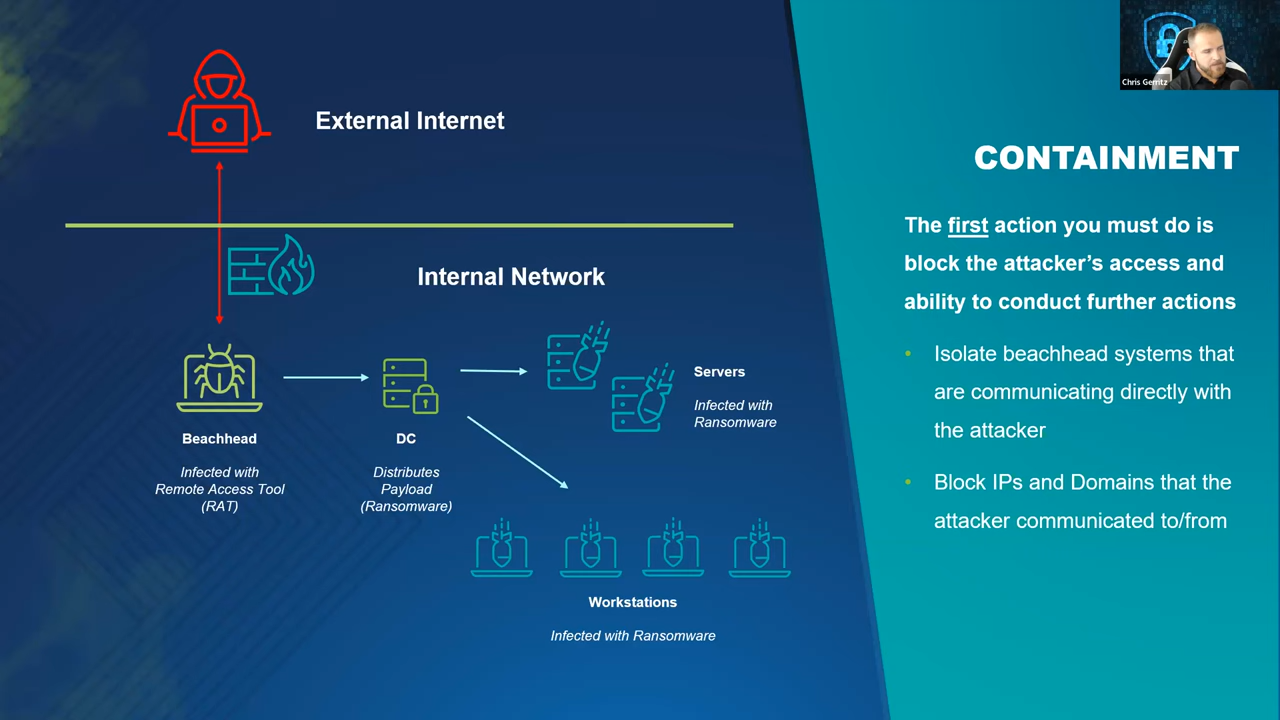 Chris Gerritz
External Internet
Internal Network
CONTAINMENT
The first action you must do is
block the attacker’s access and
ability to conduct further actions
• Isolate beachhead systems that
are communicating directly with
the attacker
• Block IPs and Domains that the
attacker communicated to/from
Beachhead
Infected with
Remote Access Tool
(RAT)
DC
Distributes
Payload
(Ransomware)
Servers
Infected with
Ransomware
Workstations
Infected with Ransomware